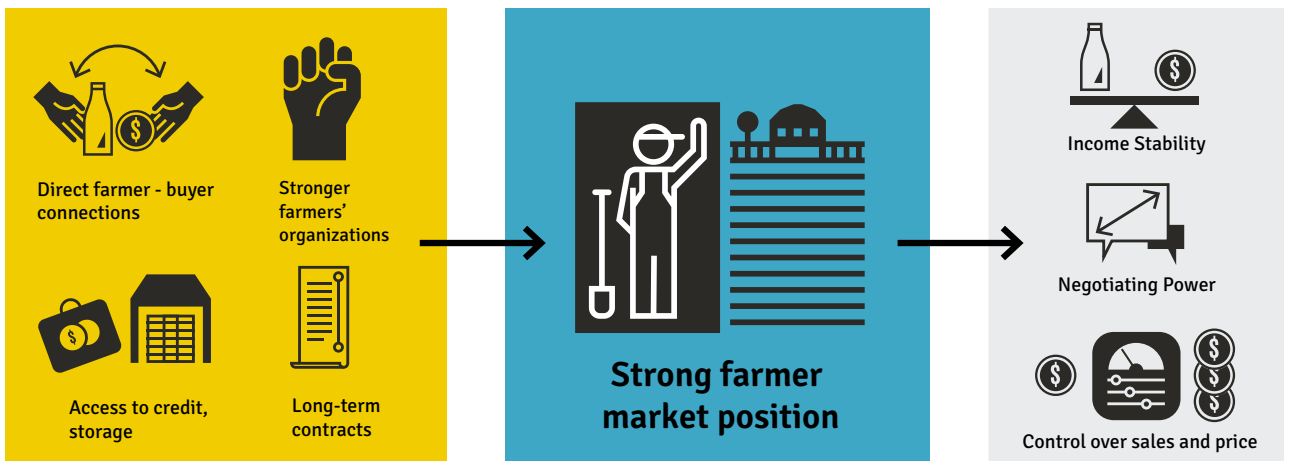 Direct farmer - buyer
connections
Stronger
farmers’
organizations
Access to credit,
storage
Long-term
contracts
Strong farmer
market position
$
Income Stability
Negotiating Power
Control over sales and price